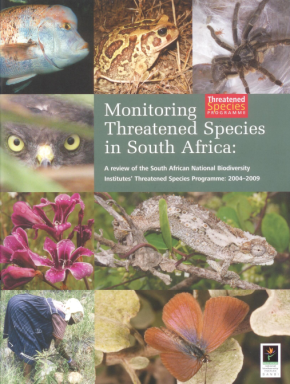 Threatened
Species
PROGRAMME
Monitoring
Threatened Species
in South Africa:
A review of the South African National Biodiversity
Institutes' Threatened Species Programme: 2004–2009